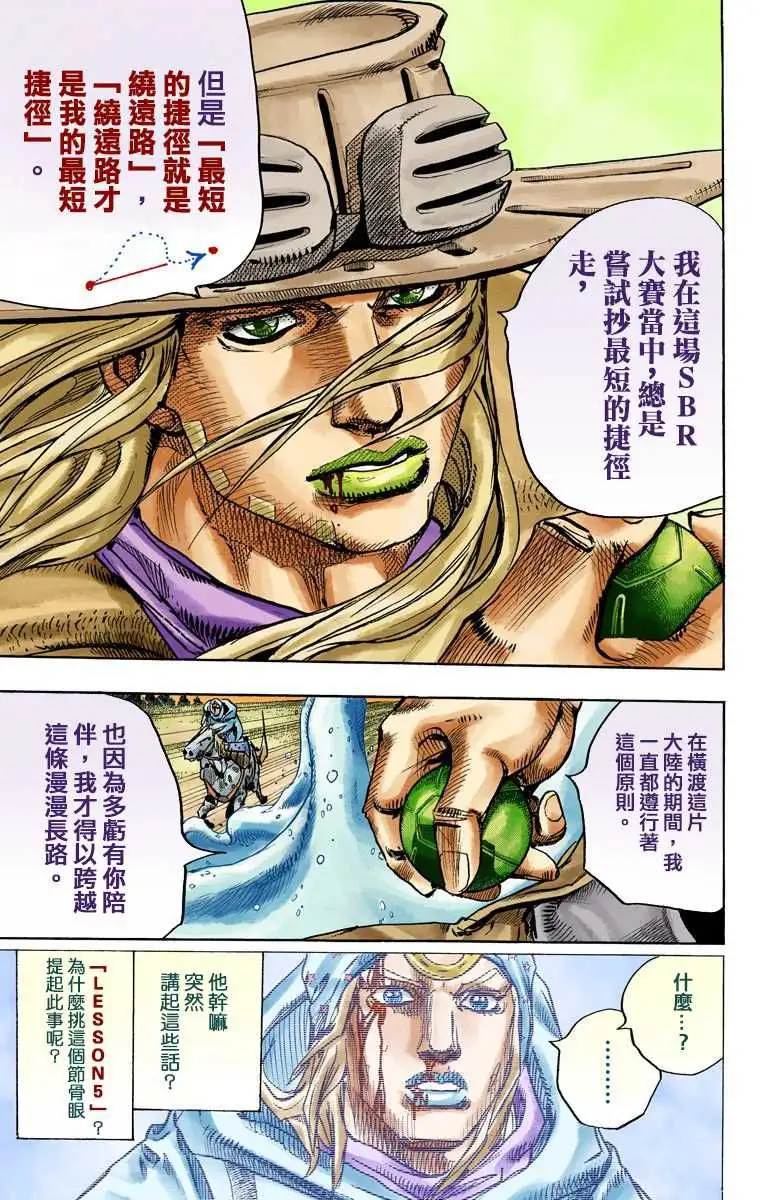 我在這場SBR
大賽當中，總是
嘗試抄最短的捷徑
走，
但是「最短
的捷徑就是
繞遠路」，
「繞遠路才
是我的最短
捷徑」。
在橫渡這片
大陸的期間，我
一直都遵行著
這個原則。
也因為多虧有你陪
伴，我才得以跨越
這條漫漫長路。
什麼…？
……
他幹嘛
突然
講起這些話？
「LESSON5」？
為什麼挑這個節骨眼
提起此事呢？